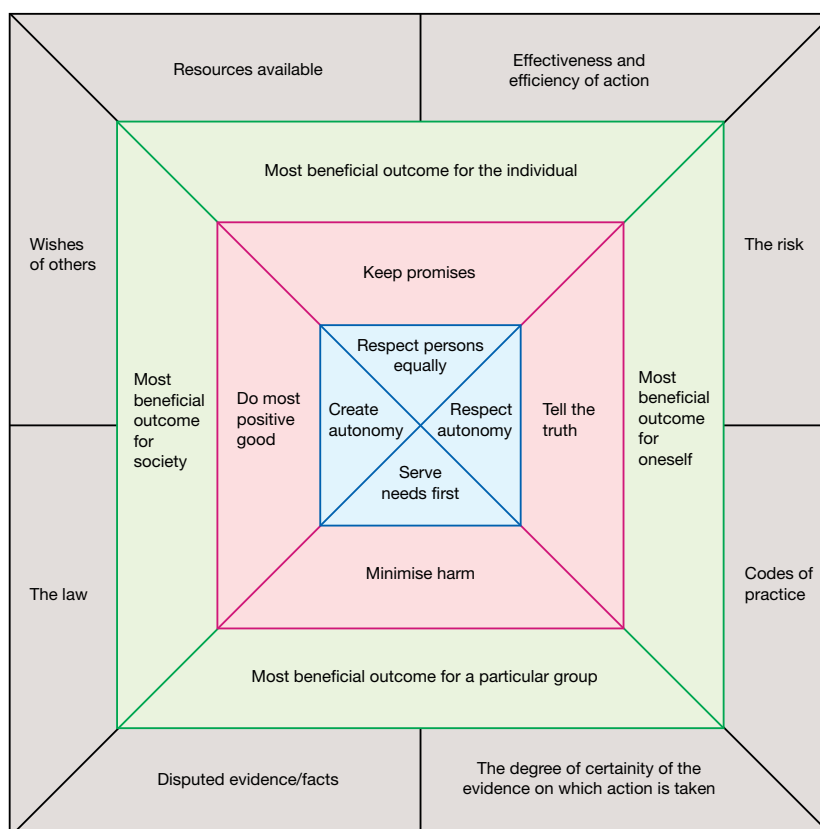 Resources available
Effectiveness and
efficiency of action
Most beneficial outcome for the individual
Wishes
of others
The risk
Keep promises
Respect persons
equally
Most
beneficial
outcome
for
society
Do most
positive
good
Create
autonomy
Respect
autonomy
Tell the
truth
Most
beneficial
outcome
for
oneself
Serve
needs first
Minimise harm
The law
Codes of
practice
Most beneficial outcome for a particular group
Disputed evidence/facts
The degree of certainity of the
evidence on which action is taken